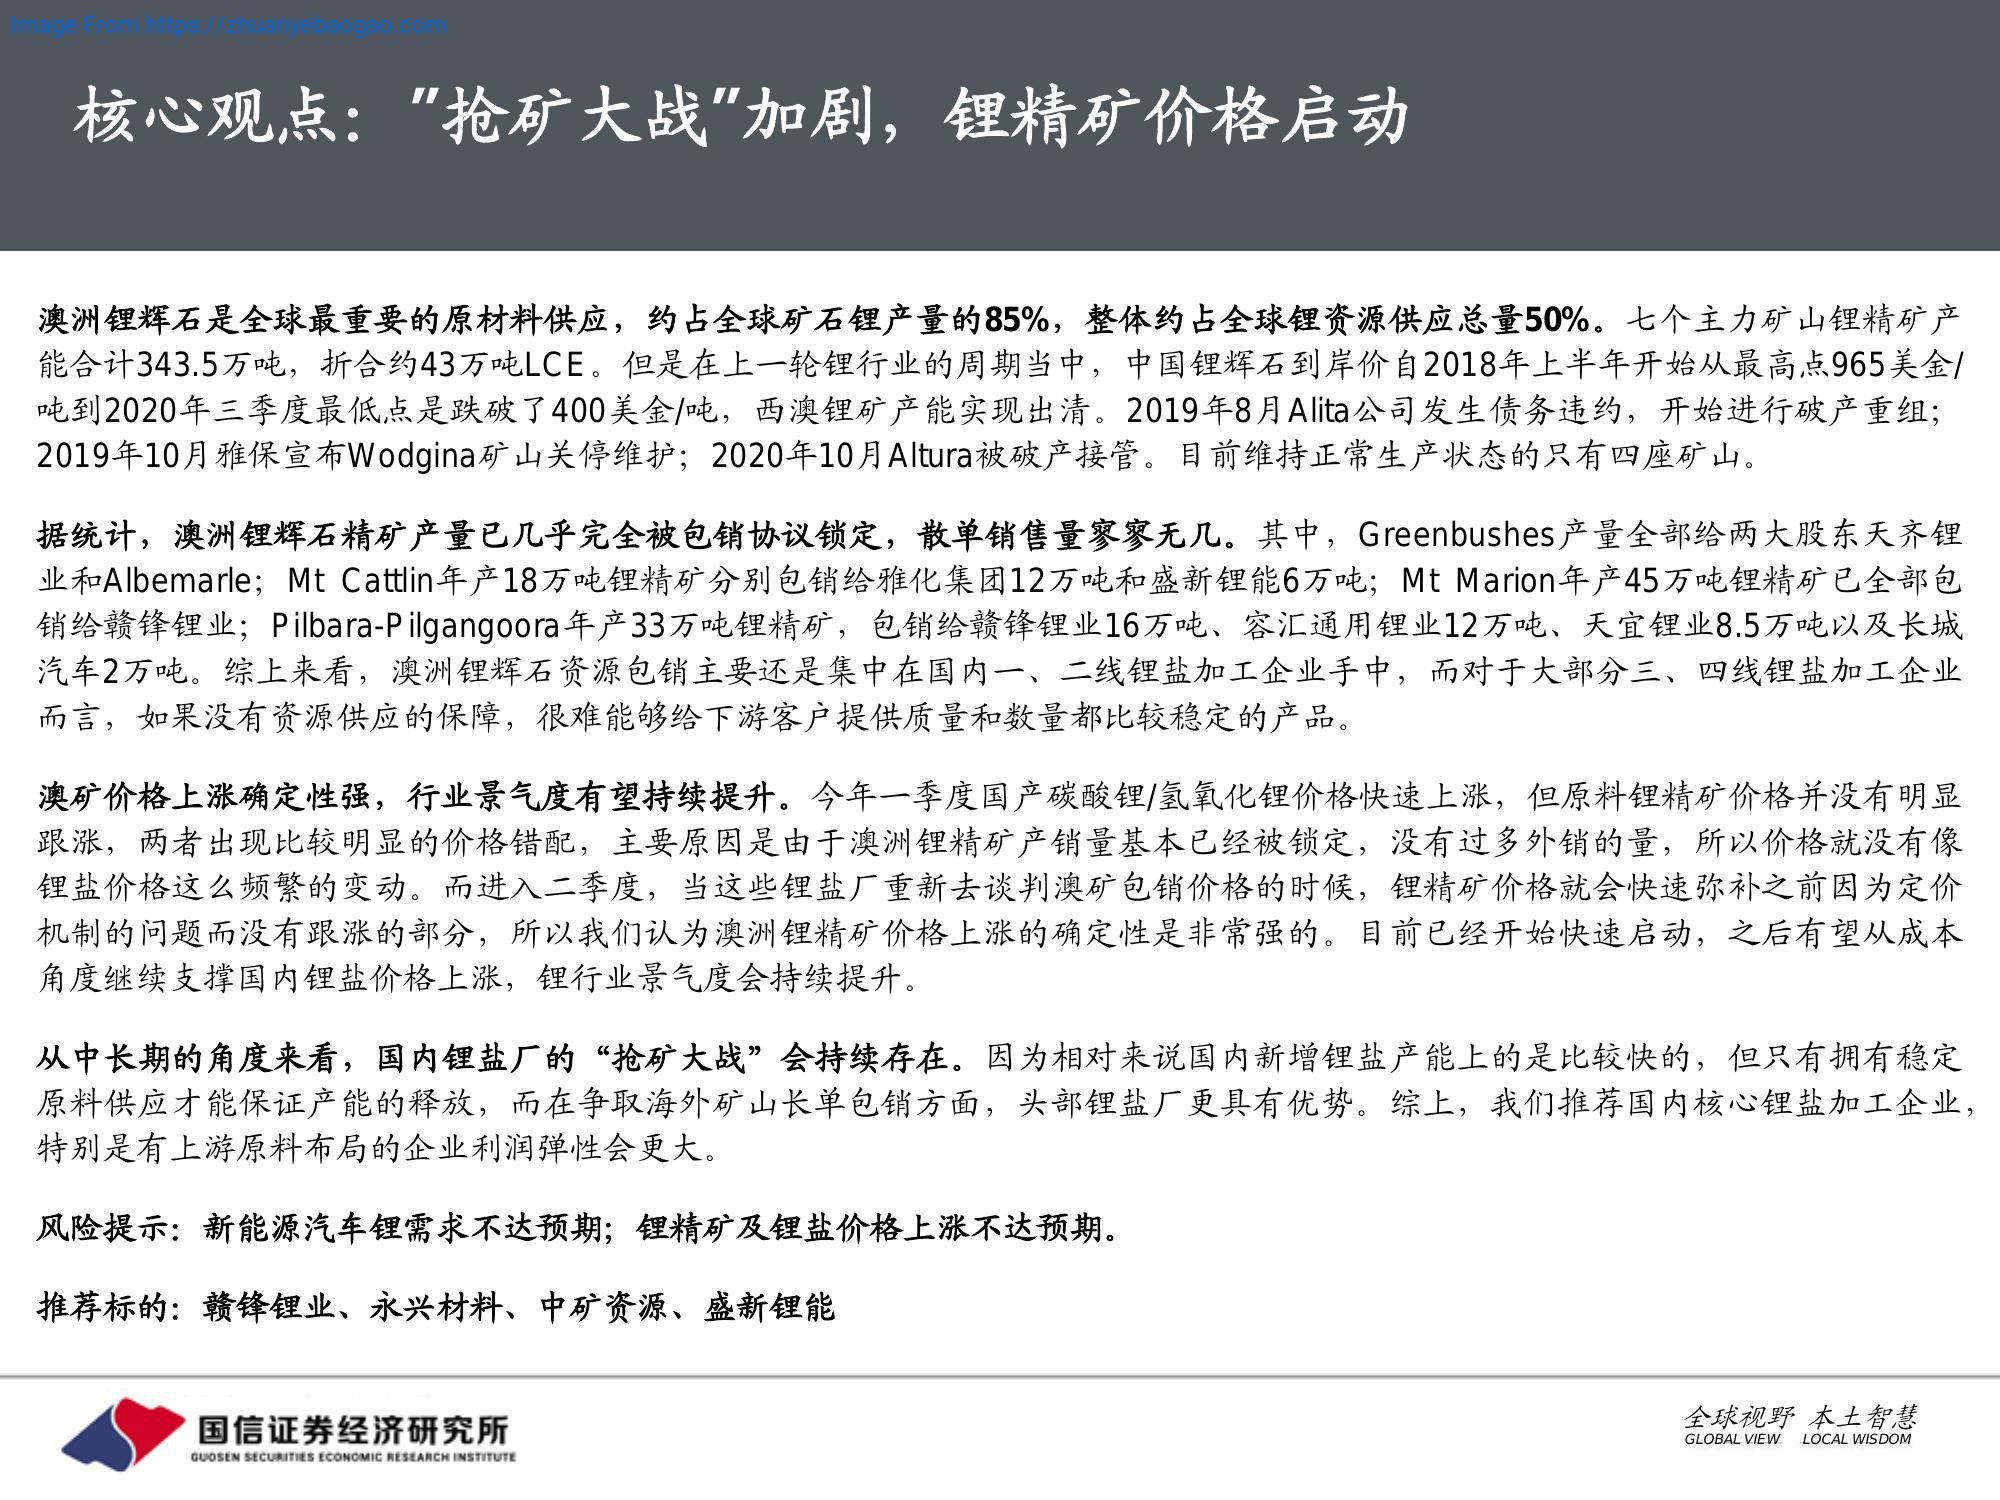 Image From https://zhuanyebaogao.com
核心观点："抢矿大战"加剧，锂精矿价格启动
澳洲锂辉石是全球最重要的原材料供应，约占全球矿石锂产量的85%，整体约占全球锂资源供应总量50%。七个主力矿山锂精矿产
能合计343.5万吨，折合约43万吨LCE。但是在上一轮锂行业的周期当中，中国锂辉石到岸价自2018年上半年开始从最高点965美金/
吨到2020年三季度最低点是跌破了400美金/吨，西澳锂矿产能实现出清。2019年8月Alita公司发生债务违约，开始进行破产重组；
2019年10月雅保宣布Wodgina矿山关停维护；2020年10月Altura被破产接管。目前维持正常生产状态的只有四座矿山。
据统计，澳洲锂辉石精矿产量已几乎完全被包销协议锁定，散单销售量寥寥无几。其中，Greenbushes产量全部给两大股东天齐锂
业和Albemarle；Mt Cattlin年产18万吨锂精矿分别包销给雅化集团12万吨和盛新锂能6万吨；Mt Marion年产45万吨锂精矿已全部包
销给赣锋锂业；Pilbara-Pilgangoora年产33万吨锂精矿，包销给赣锋锂业16万吨、容汇通用锂业12万吨、天宜锂业8.5万吨以及长城
汽车2万吨。综上来看，澳洲锂辉石资源包销主要还是集中在国内一、二线锂盐加工企业手中，而对于大部分三、四线锂盐加工企业
而言，如果没有资源供应的保障，很难能够给下游客户提供质量和数量都比较稳定的产品。
澳矿价格上涨确定性强，行业景气度有望持续提升。今年一季度国产碳酸锂/氢氧化锂价格快速上涨，但原料锂精矿价格并没有明显
跟涨，两者出现比较明显的价格错配，主要原因是由于澳洲锂精矿产销量基本已经被锁定，没有过多外销的量，所以价格就没有像
锂盐价格这么频繁的变动。而进入二季度，当这些锂盐厂重新去谈判澳矿包销价格的时候，锂精矿价格就会快速弥补之前因为定价
机制的问题而没有跟涨的部分，所以我们认为澳洲锂精矿价格上涨的确定性是非常强的。目前已经开始快速启动，之后有望从成本
角度继续支撑国内锂盐价格上涨，锂行业景气度会持续提升。
从中长期的角度来看，国内锂盐厂的“抢矿大战”会持续存在。因为相对来说国内新增锂盐产能上的是比较快的，但只有拥有稳定
原料供应才能保证产能的释放，而在争取海外矿山长单包销方面，头部锂盐厂更具有优势。综上，我们推荐国内核心锂盐加工企业，
特别是有上游原料布局的企业利润弹性会更大。
风险提示：新能源汽车锂需求不达预期；锂精矿及锂盐价格上涨不达预期。
推荐标的：赣锋锂业、永兴材料、中矿资源、盛新锂能
国信证券经济研究所
GUOSEN SECURITIES ECONOMIC RESEARCH INSTITUTE
全球视野 本土智慧
GLOBAL VIEW LOCAL WISDOM